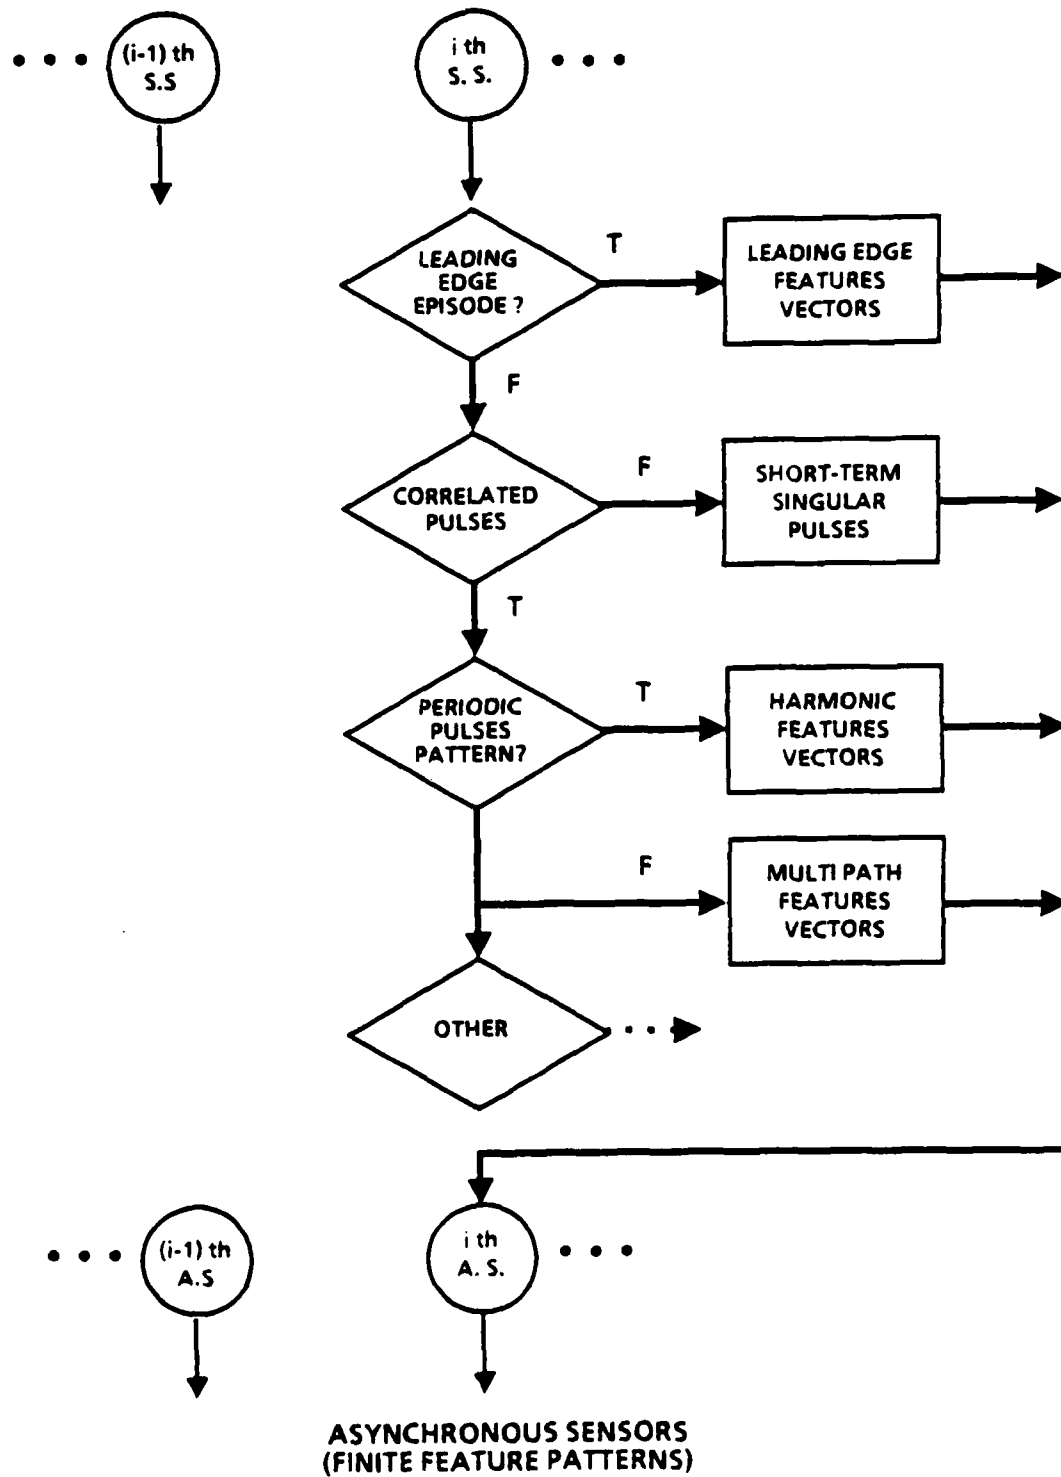 (i-1) th
S.S
i th
S. S.
LEADING
EDGE
EPISODE ?
T
LEADING EDGE
FEATURES
VECTORS
F
CORRELATED
PULSES
F
SHORT-TERM
SINGULAR
PULSES
T
PERIODIC
PULSES
PATTERN?
T
HARMONIC
FEATURES
VECTORS
F
MULTI PATH
FEATURES
VECTORS
OTHER
(i-1) th
A.S
i th
A. S.
ASYNCHRONOUS SENSORS
(FINITE FEATURE PATTERNS)